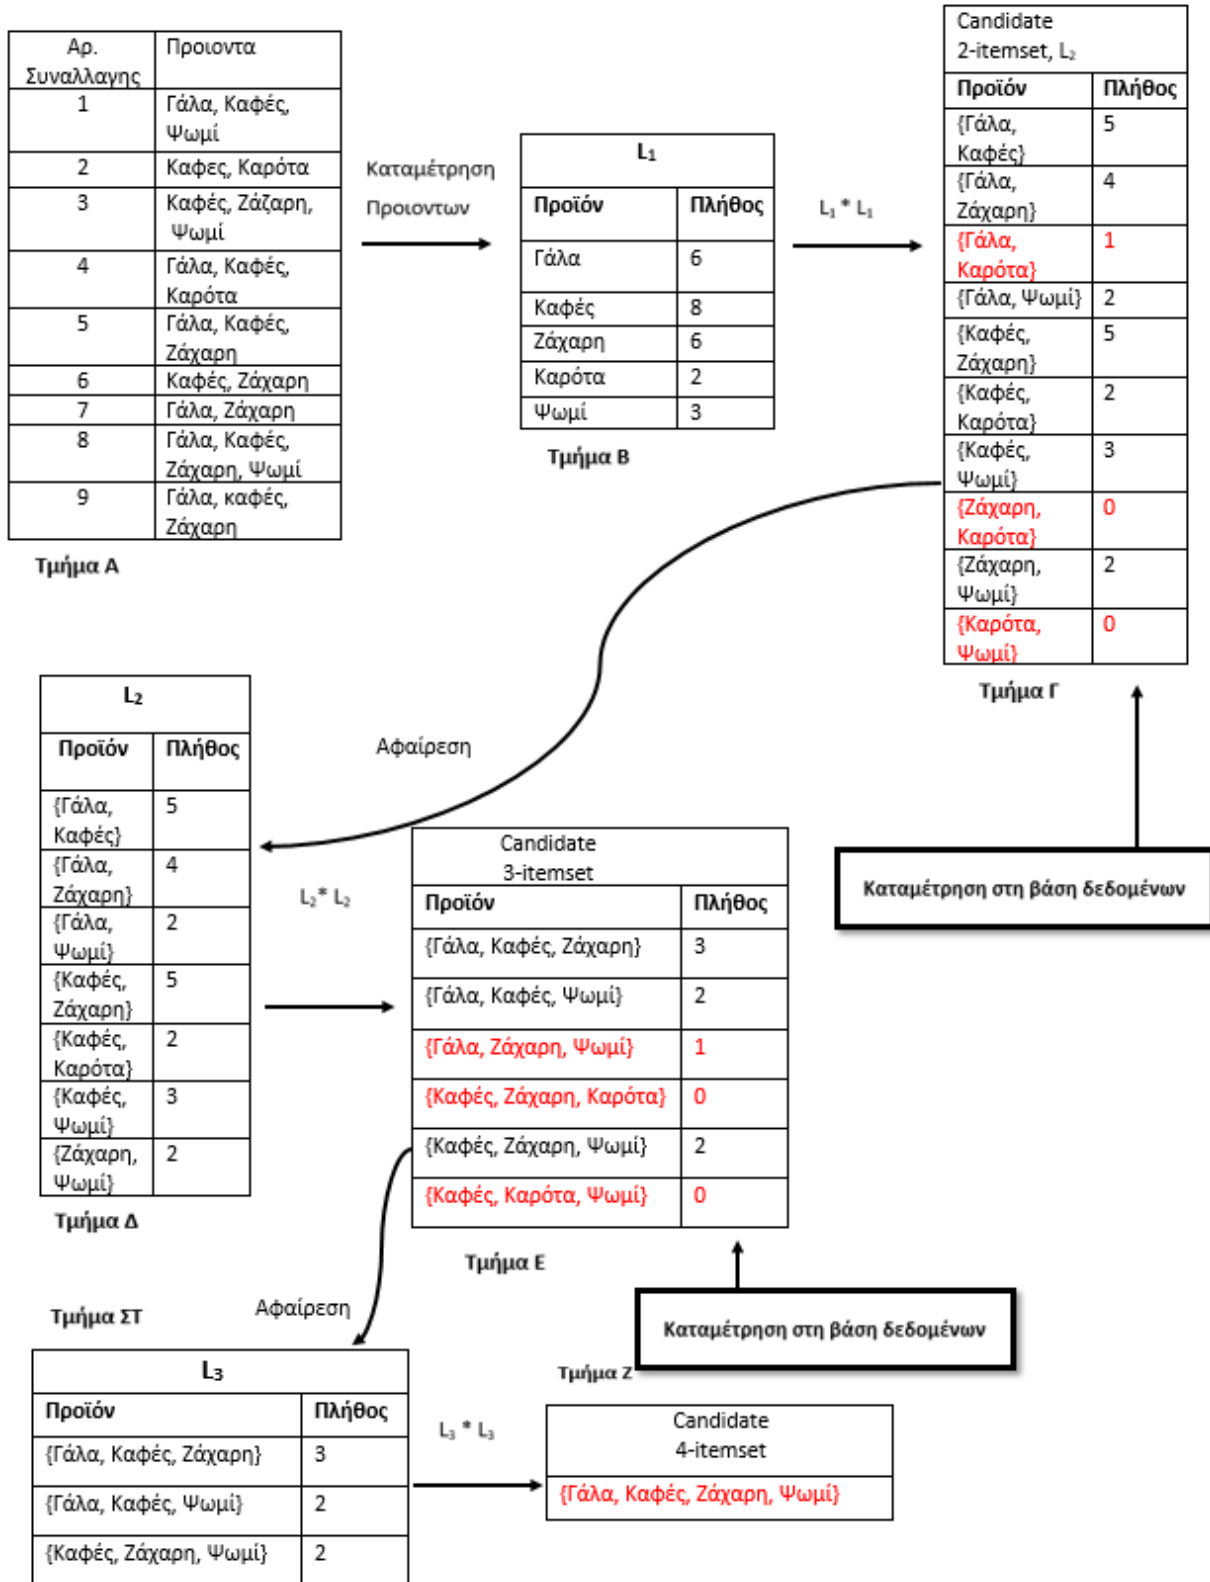 Αρ.
Συναλλαγης
Προιοντα
1
Γάλα, Καφές,
Ψωμί
2
Καφες, Καρότα
3
Καφές, Ζάζαρη,
Ψωμί
4
Γάλα, Καφές,
Καρότα
5
Γάλα, Καφές,
Ζάχαρη
6
Καφές, Ζάχαρη
7
Γάλα, Ζάχαρη
8
Γάλα, Καφές,
Ζάχαρη, Ψωμί
9
Γάλα, καφές,
Ζάχαρη
Τμήμα Α
Καταμέτρηση
Προιοντων
L₁
Προϊόν Πλήθος
Γάλα 6
Καφές 8
Ζάχαρη 6
Καρότα 2
Ψωμί 3
Τμήμα Β
L₁ * L₁
Candidate
2-itemset, L₂
Προϊόν Πλήθος
{Γάλα, 5
Καφές}
{Γάλα, 4
Ζάχαρη}
{Γάλα, 1
Καρότα}
{Γάλα, Ψωμί} 2
{Καφές, 5
Ζάχαρη}
{Καφές, 2
Καρότα}
{Καφές, 3
Ψωμί}
{Ζάχαρη, 0
Καρότα}
{Ζάχαρη, 2
Ψωμί}
{Καρότα, 0
Ψωμί}
Τμήμα Γ
Καταμέτρηση στη βάση δεδομένων
Αφαίρεση
L₂
Προϊόν Πλήθος
{Γάλα, 5
Καφές}
{Γάλα, 4
Ζάχαρη}
{Γάλα, 2
Ψωμί}
{Καφές, 5
Ζάχαρη}
{Καφές, 2
Καρότα}
{Καφές, 3
Ψωμί}
{Ζάχαρη, 2
Ψωμί}
Τμήμα Δ
L₂* L₂
Candidate
3-itemset
Προϊόν Πλήθος
{Γάλα, Καφές, Ζάχαρη} 3
{Γάλα, Καφές, Ψωμί} 2
{Γάλα, Ζάχαρη, Ψωμί} 1
{Καφές, Ζάχαρη, Καρότα} 0
{Καφές, Ζάχαρη, Ψωμί} 2
{Καφές, Καρότα, Ψωμί} 0
Τμήμα Ε
Καταμέτρηση στη βάση δεδομένων
Αφαίρεση
Τμήμα ΣΤ
L₃
Προϊόν Πλήθος
{Γάλα, Καφές, Ζάχαρη} 3
{Γάλα, Καφές, Ψωμί} 2
{Καφές, Ζάχαρη, Ψωμί} 2
L₃ * L₃
Τμήμα Ζ
Candidate
4-itemset
{Γάλα, Καφές, Ζάχαρη, Ψωμί}